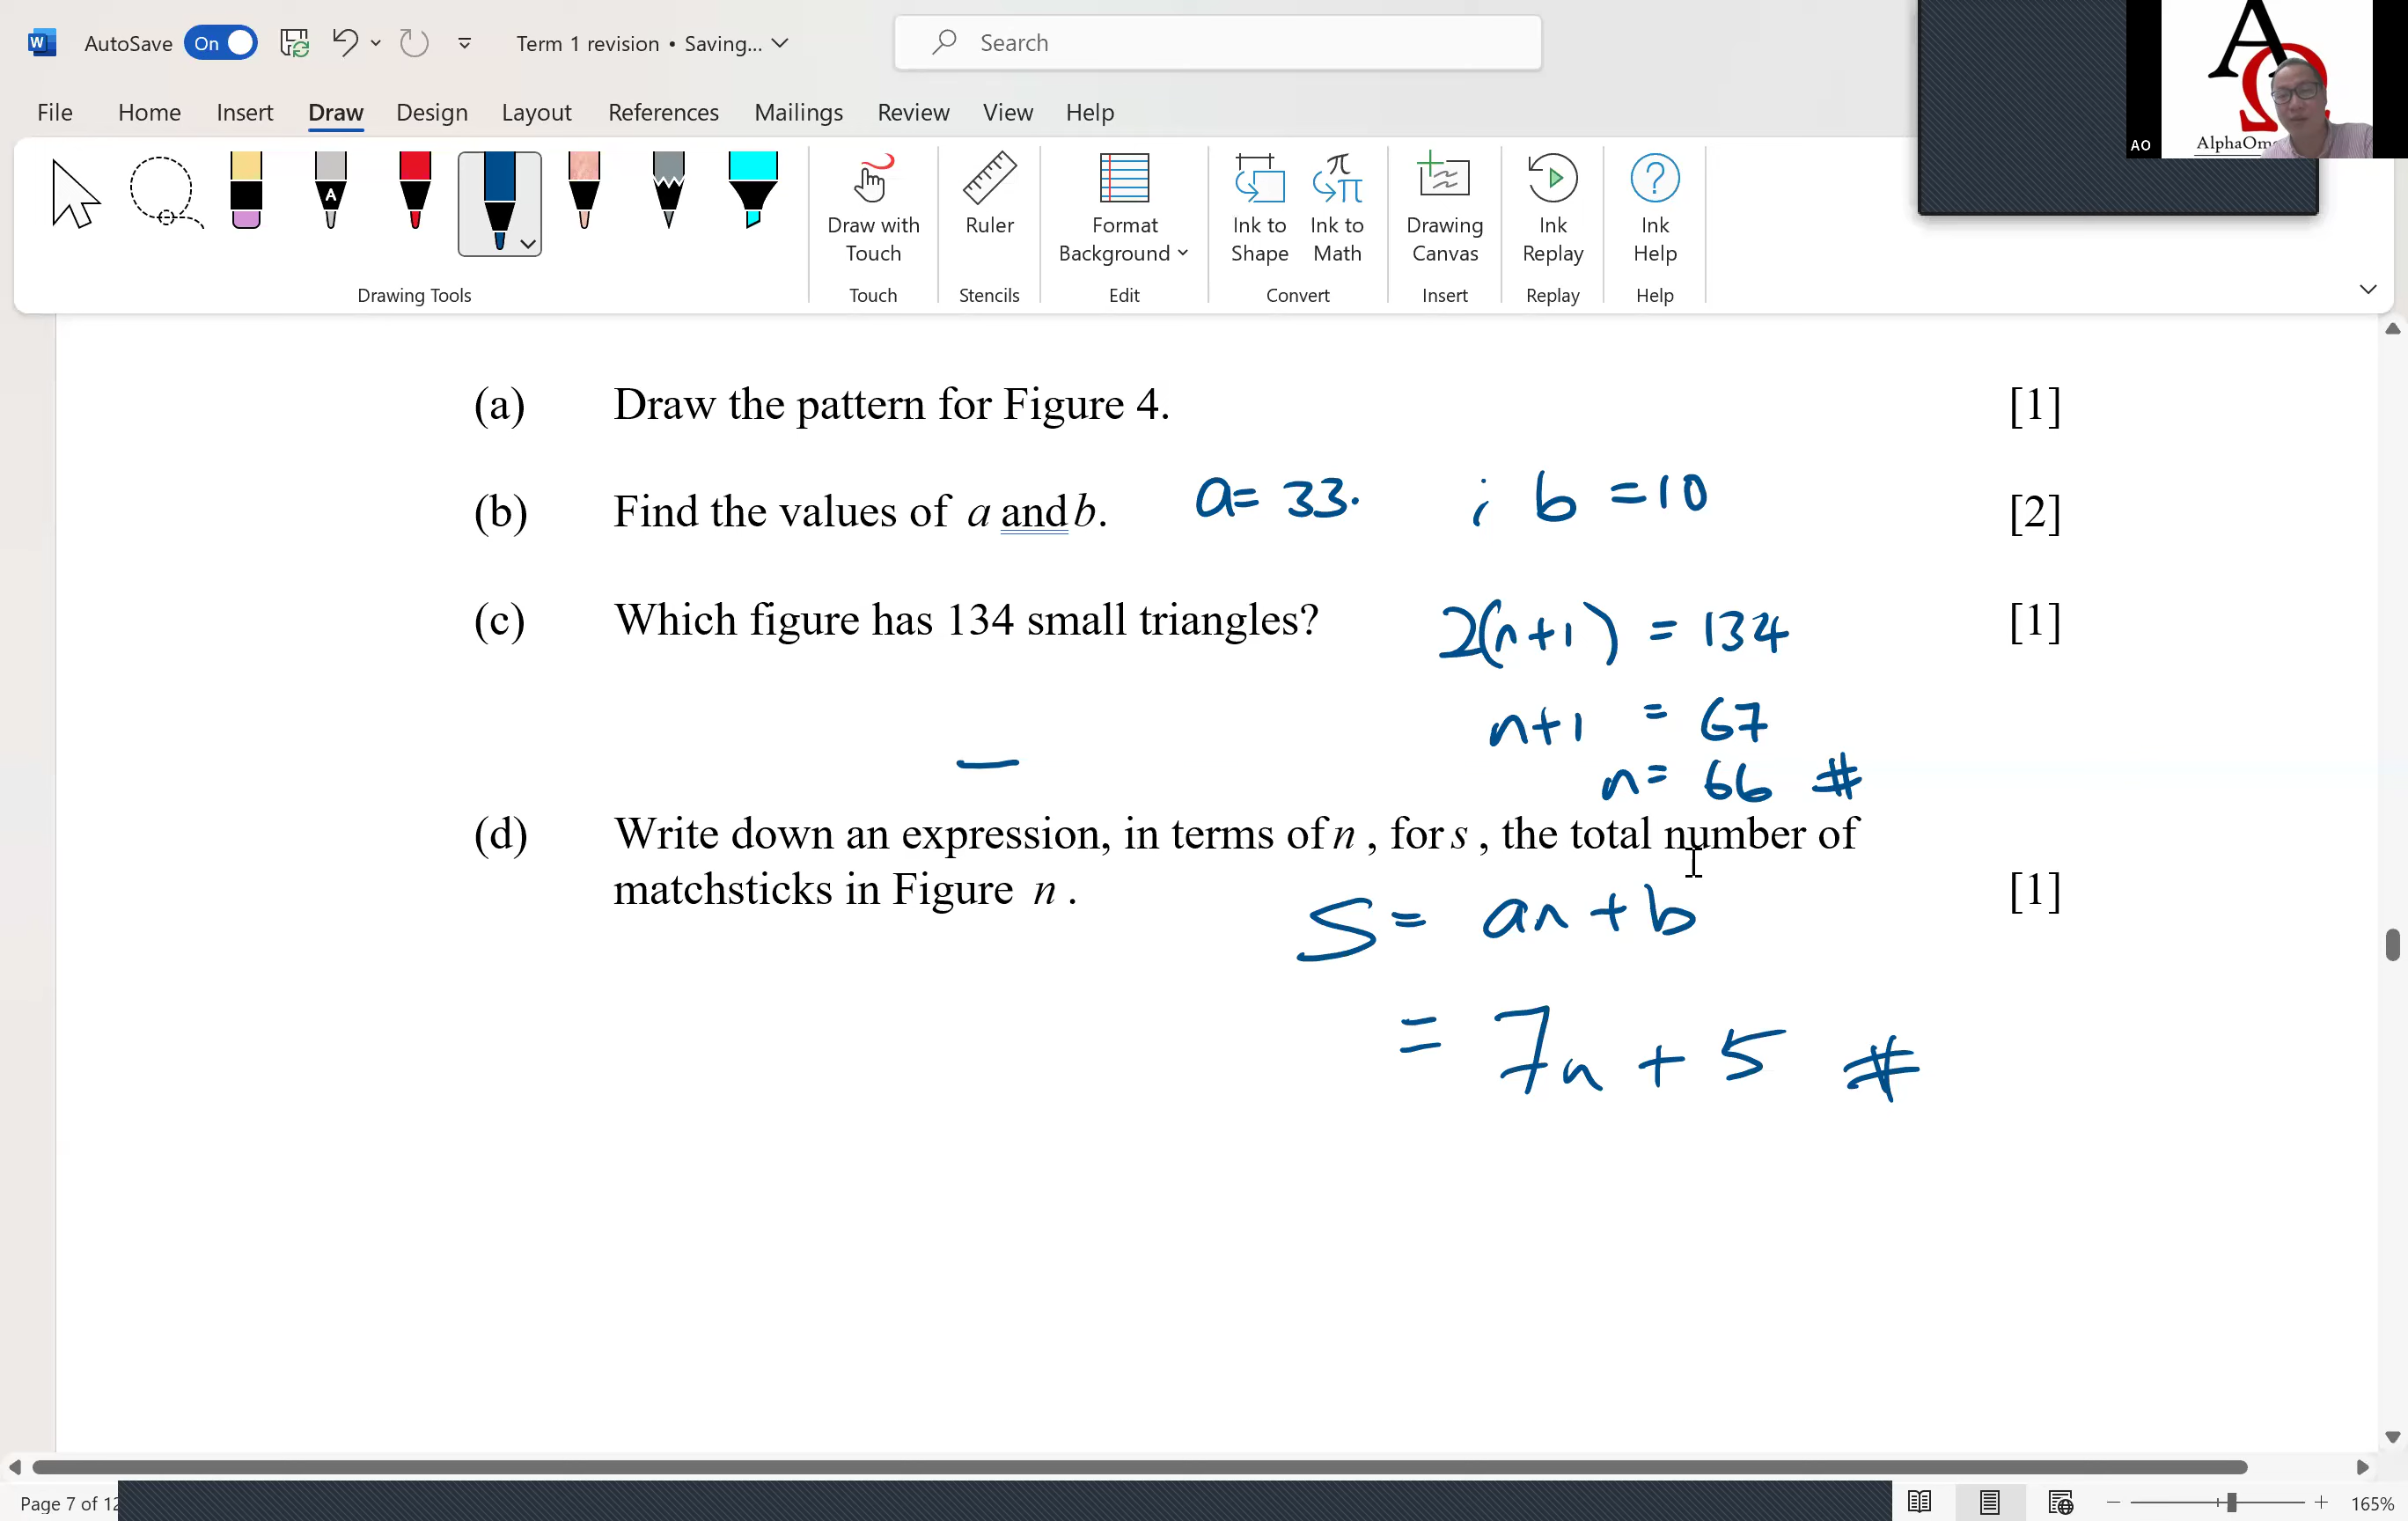 AutoSave On Term 1 revision • Saving... Search
File Home Insert Draw Design Layout References Mailings Review View Help
Draw with Touch Ruler Format Background Ink to Shape Ink to Math Drawing Canvas Ink Replay Ink Help
Drawing Tools Touch Stencils Edit Convert Insert Replay Help
AO
(a) Draw the pattern for Figure 4. [1]
(b) Find the values of a and b. a = 33. ; b = 10 [2]
(c) Which figure has 134 small triangles? 2(n+1) = 134 [1]
n+1 = 67
n = 66 #
(d) Write down an expression, in terms of n , for s , the total number of
matchsticks in Figure n . [1]
S = an + b
= 7n + 5 #
Page 7 of 12
165%